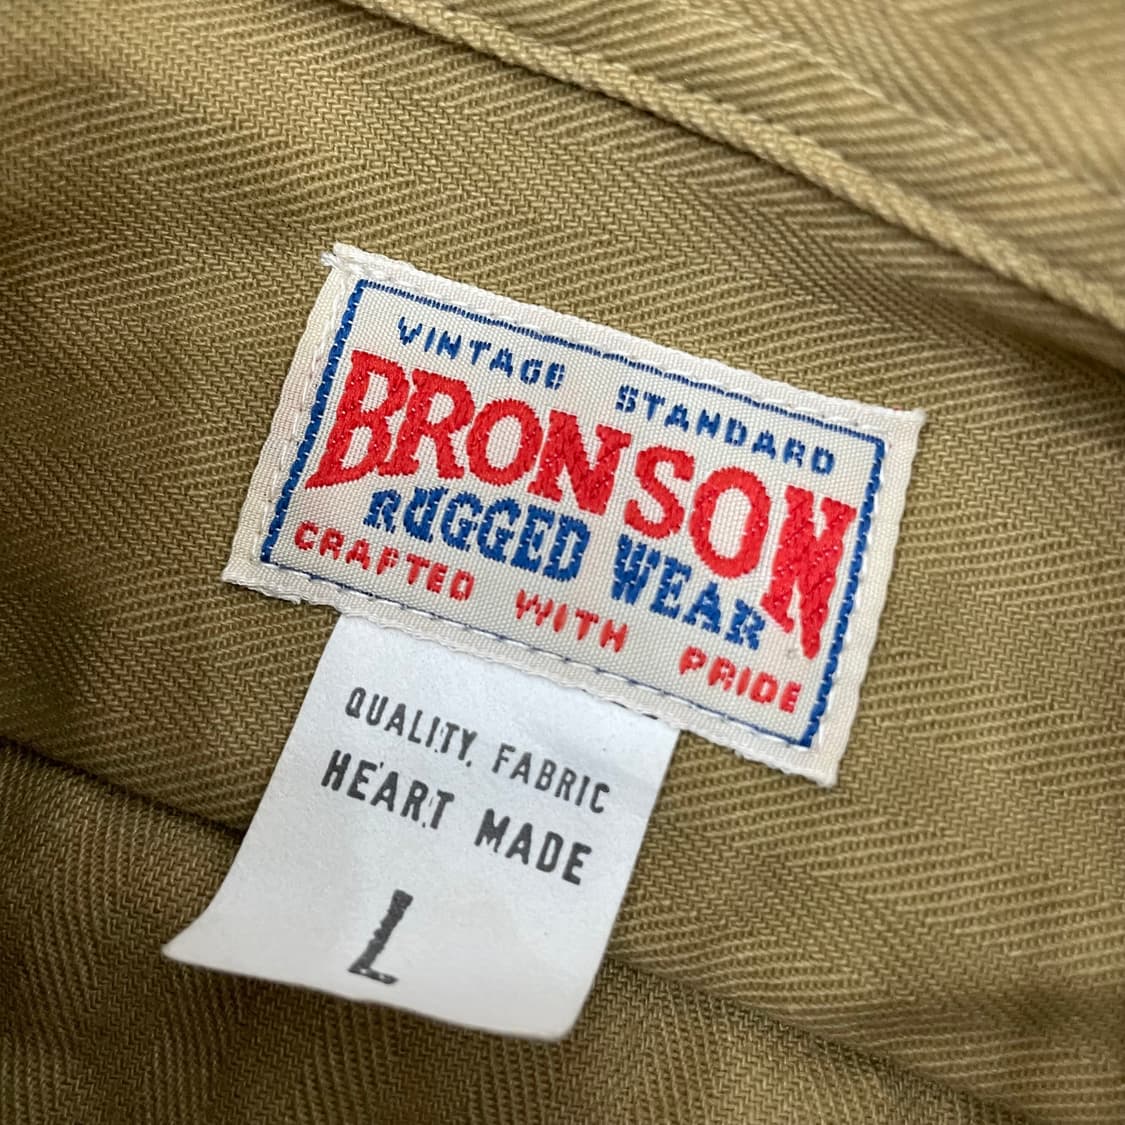 VINTAGE STANDARD
BRONSON
RUGGED WEAR
CRAFTED WITH PRIDE
QUALITY. FABRIC
HEART MADE
L